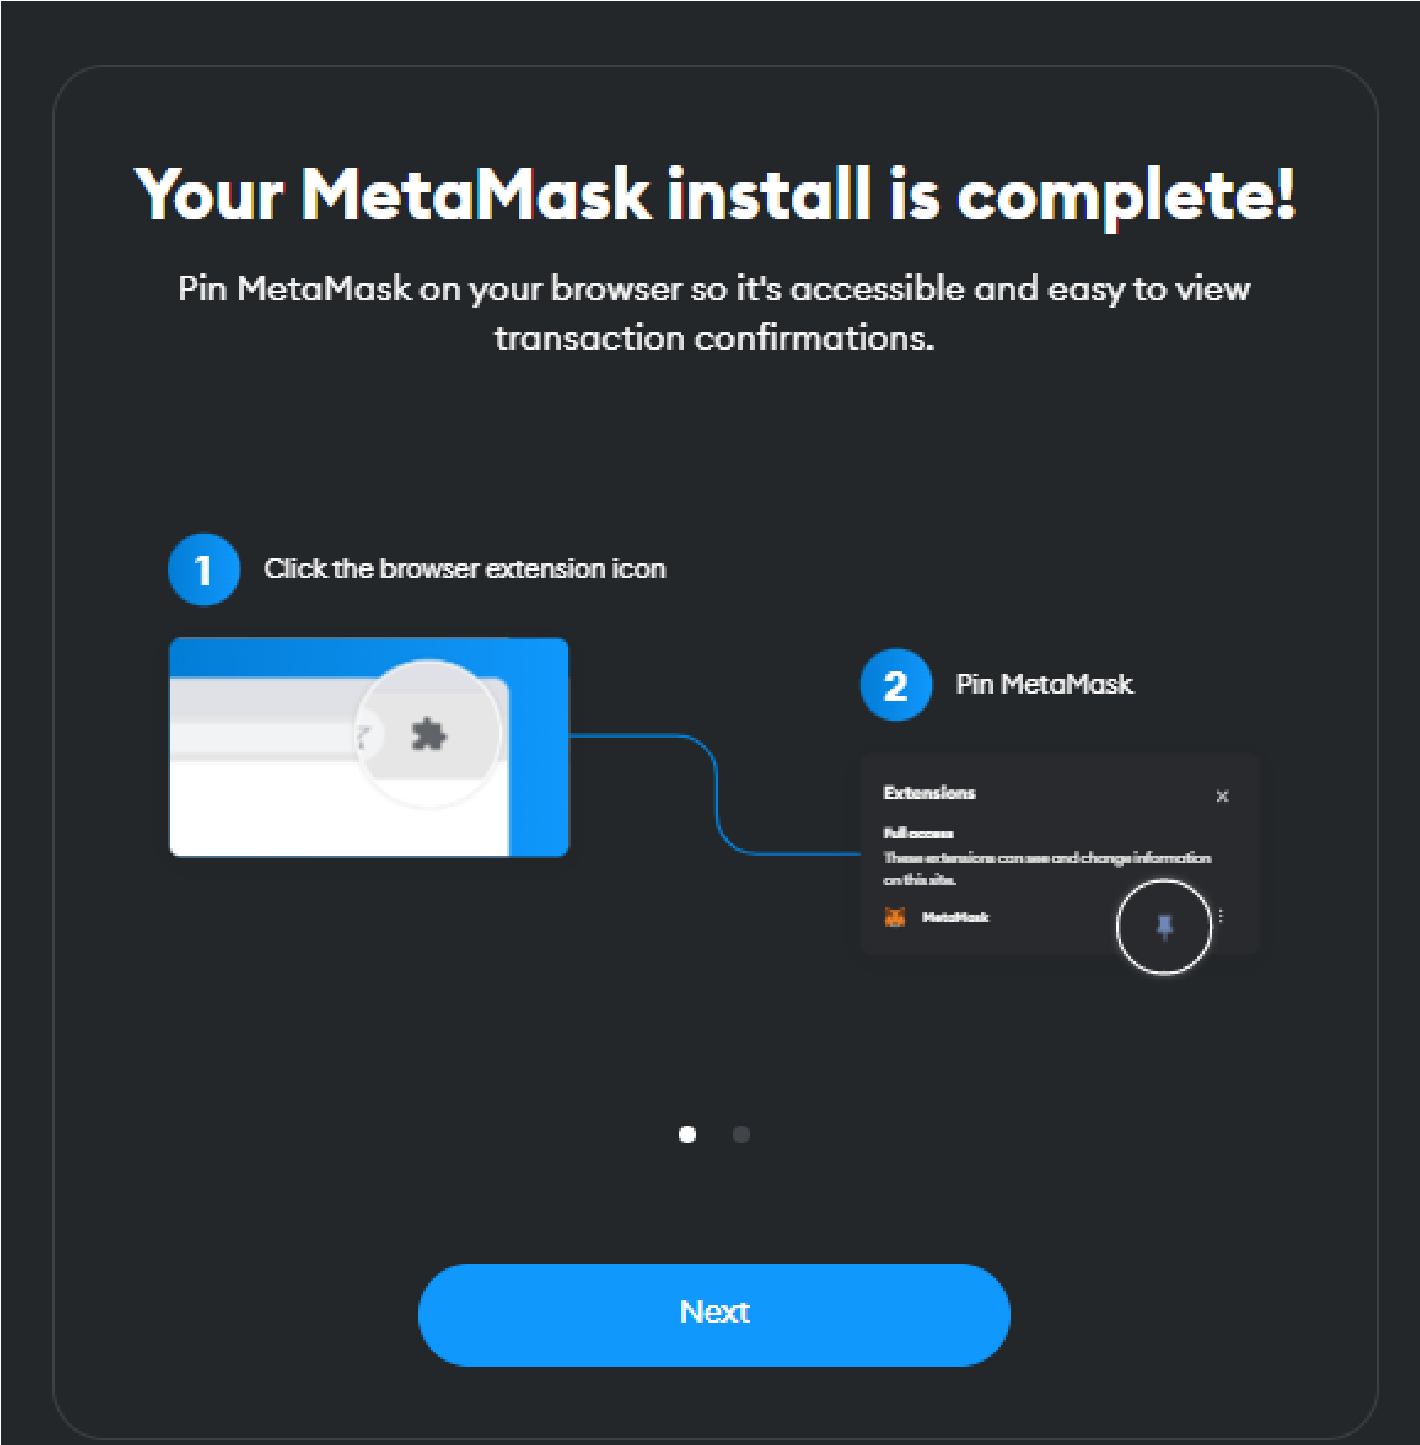 Your MetaMask install is complete!
Pin MetaMask on your browser so it's accessible and easy to view
transaction confirmations.
1 Click the browser extension icon
2 Pin MetaMask
Extensions
Full access
These extensions can see and change information
on this site.
MetaMask
Next